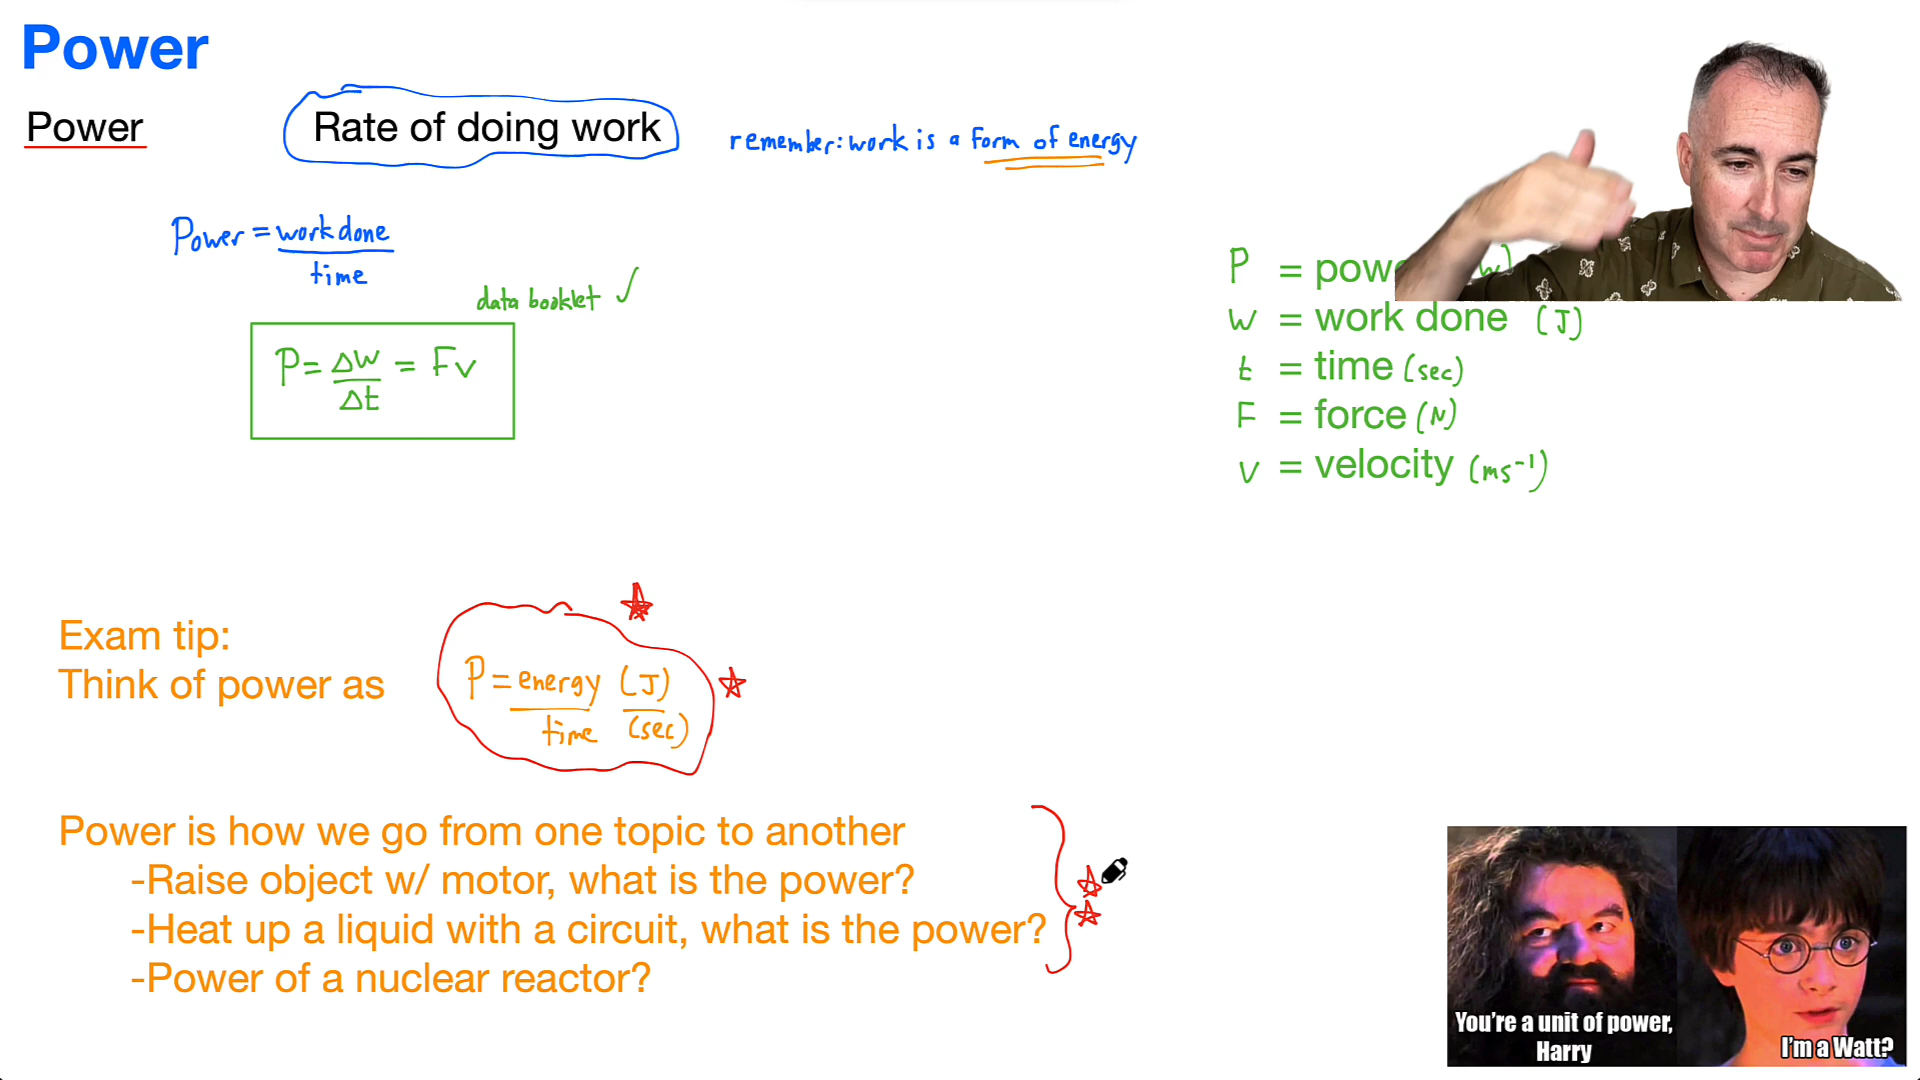 Power
Power
Rate of doing work
remember: work is a form of energy
Power = work done
time
data booklet ✓
P = ΔW = Fv
Δt
P =
W = work done (J)
t = time (sec)
F = force (N)
v = velocity (ms⁻¹)
Exam tip:
Think of power as
P = energy (J)
time (sec)
Power is how we go from one topic to another
-Raise object w/ motor, what is the power?
-Heat up a liquid with a circuit, what is the power?
-Power of a nuclear reactor?
You're a unit of power,
Harry
I'm a Watt?